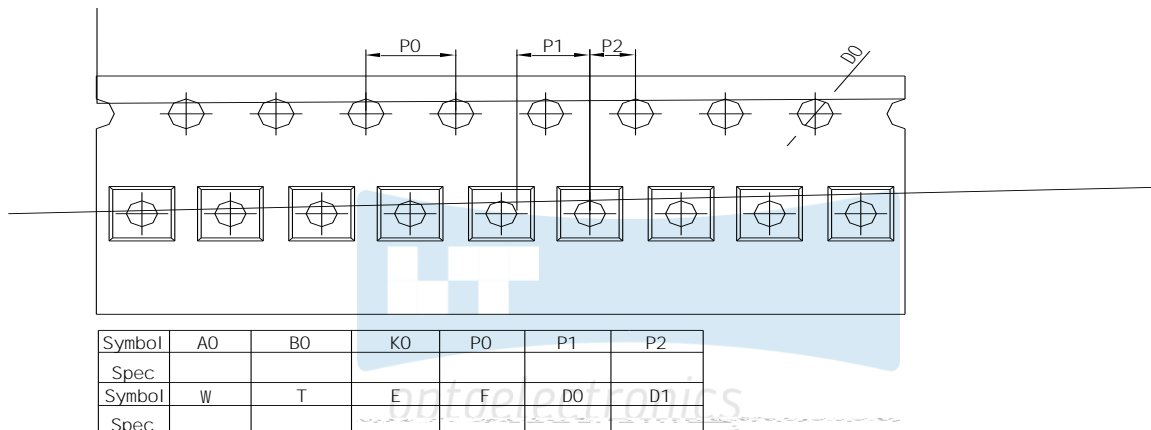 P0 P1 P2 D0
Symbol A0 B0 K0 P0 P1 P2
Spec
Symbol W T E F D0 D1
optoelectronics
Spec